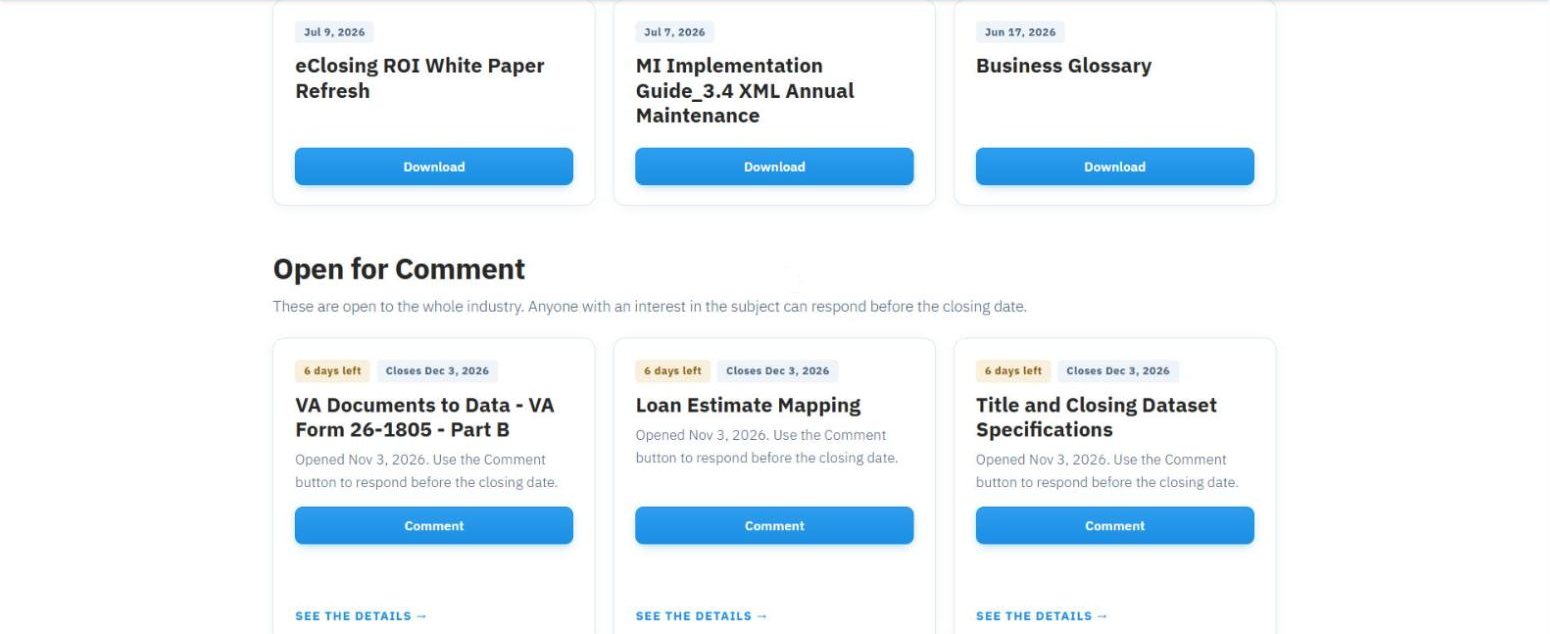 Jul 9, 2026
eClosing ROI White Paper
Refresh
Download
Jul 7, 2026
MI Implementation
Guide_3.4 XML Annual
Maintenance
Download
Jun 17, 2026
Business Glossary
Download
Open for Comment
These are open to the whole industry. Anyone with an interest in the subject can respond before the closing date.
6 days left Closes Dec 3, 2026
VA Documents to Data - VA
Form 26-1805 - Part B
Opened Nov 3, 2026. Use the Comment
button to respond before the closing date.
Comment
SEE THE DETAILS →
6 days left Closes Dec 3, 2026
Loan Estimate Mapping
Opened Nov 3, 2026. Use the Comment
button to respond before the closing date.
Comment
SEE THE DETAILS →
6 days left Closes Dec 3, 2026
Title and Closing Dataset
Specifications
Opened Nov 3, 2026. Use the Comment
button to respond before the closing date.
Comment
SEE THE DETAILS →